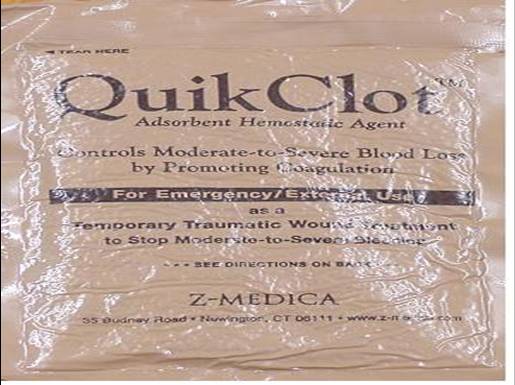 ◄ TEAR HERE
QuikClot™
Adsorbent Hemostatic Agent
Controls Moderate-to-Severe Blood Loss
by Promoting Coagulation
For Emergency/External Use
as a
Temporary Traumatic Wound Treatment
to Stop Moderate-to-Severe Bleeding
*** SEE DIRECTIONS ON BACK
Z-MEDICA
35 Budney Road • Newington, CT 06111 •